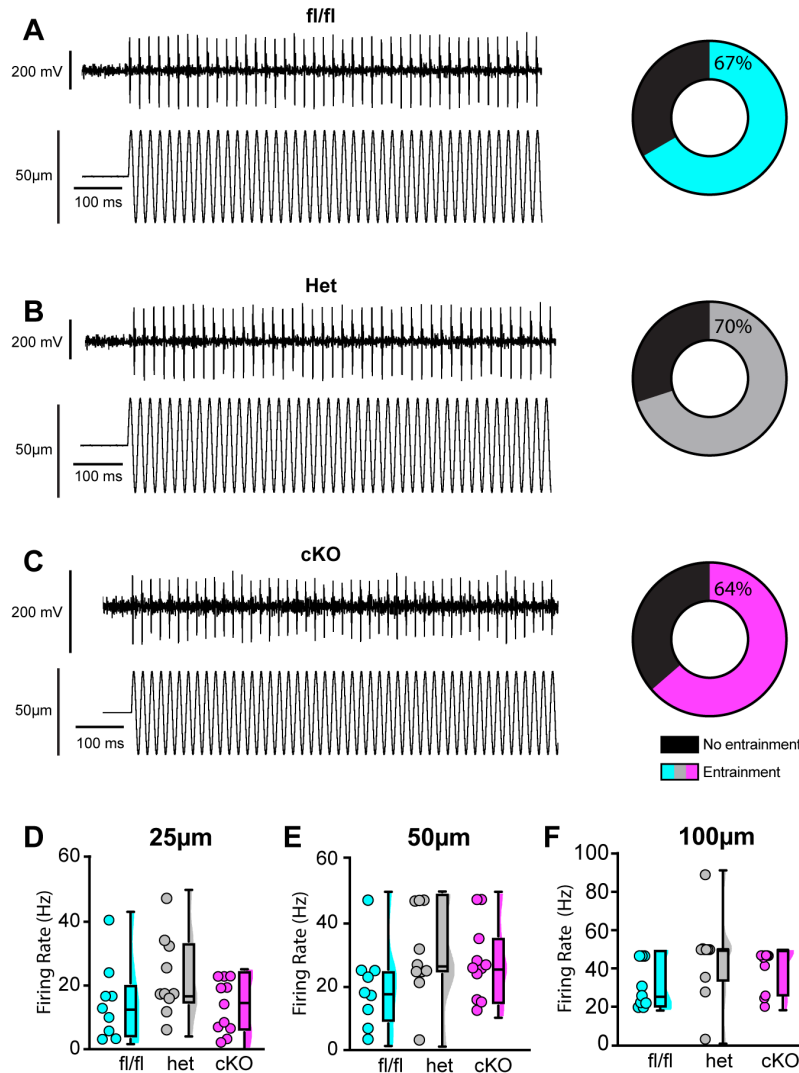 A
fl/fl
200 mV
67%
50µm
100 ms
B
Het
200 mV
70%
50µm
100 ms
C
cKO
200 mV
64%
50µm
100 ms
No entrainment
Entrainment
D
25µm
Firing Rate (Hz)
60
40
20
0
fl/fl het cKO
E
50µm
Firing Rate (Hz)
60
40
20
0
fl/fl het cKO
F
100µm
Firing Rate (Hz)
100
80
60
40
20
0
fl/fl het cKO